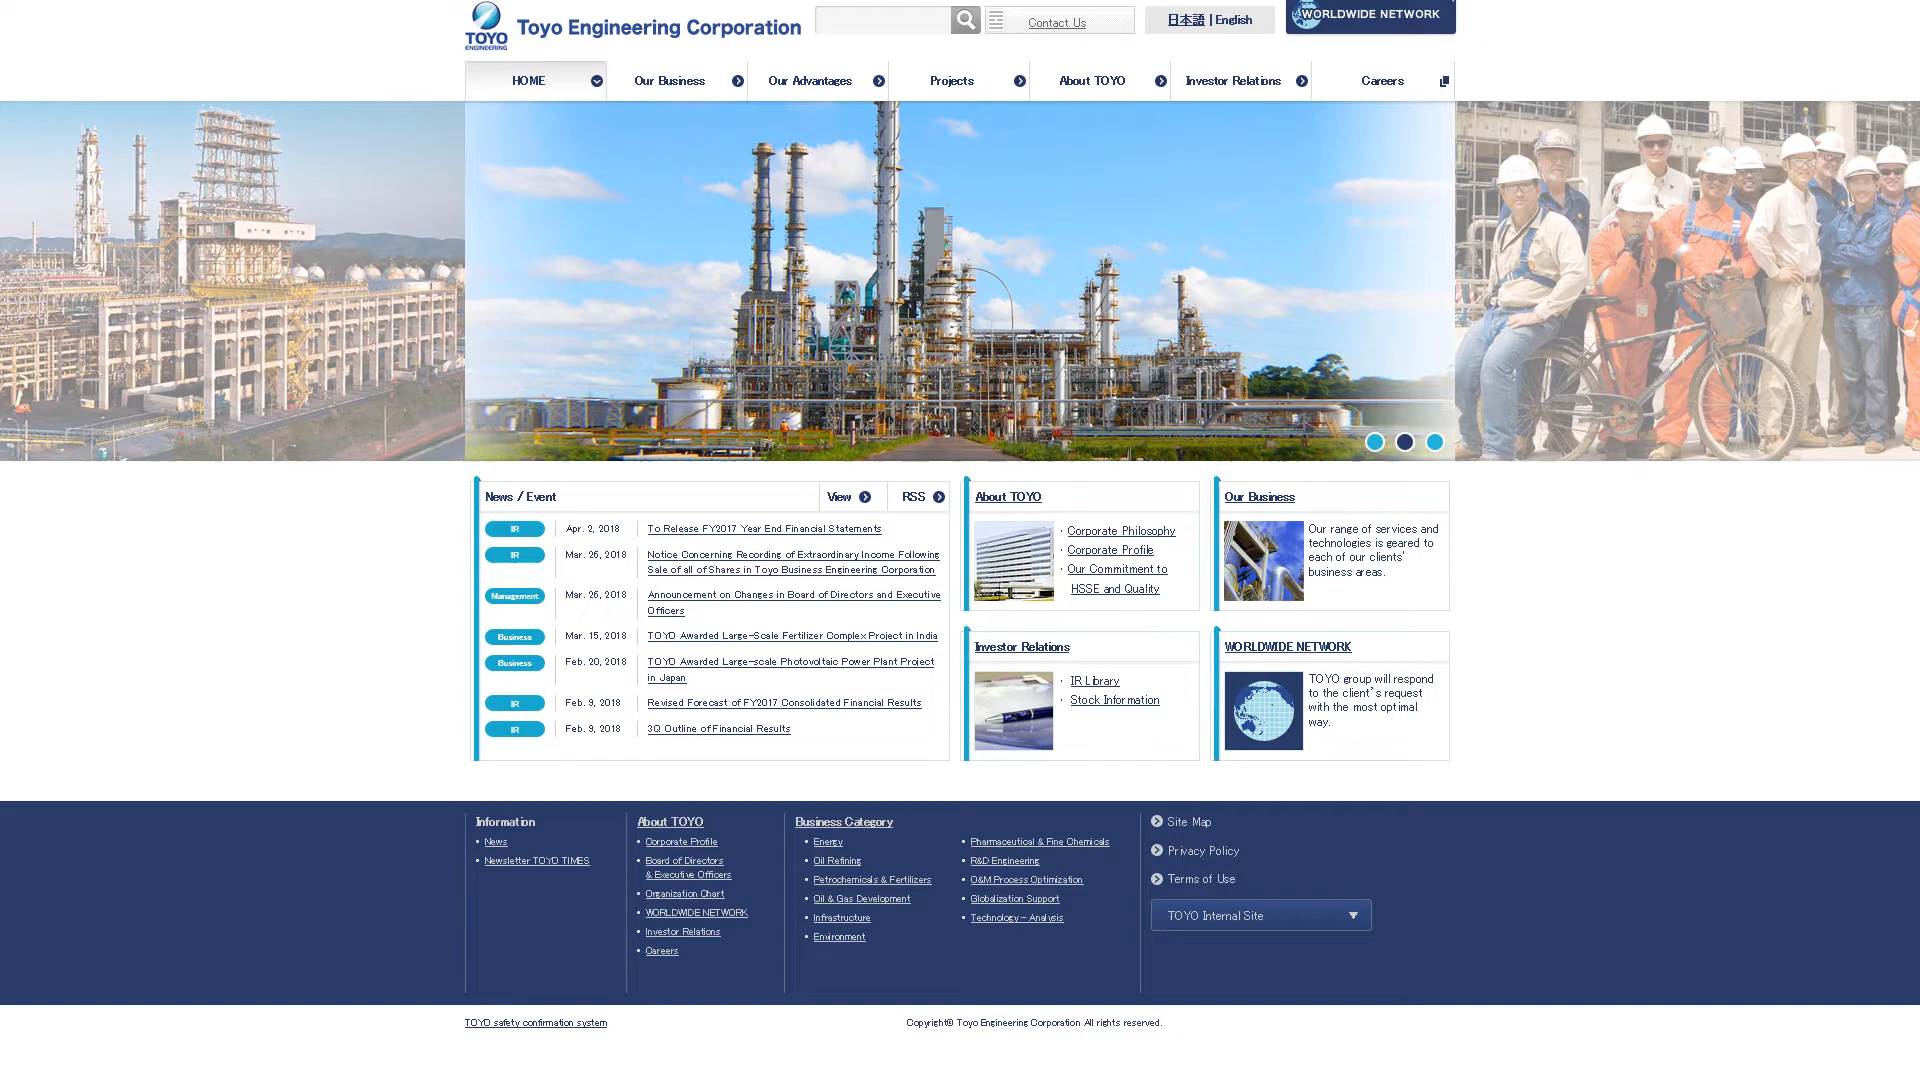 TOYO
ENGINEERING
Toyo Engineering Corporation
Contact Us
日本語 | English
WORLDWIDE NETWORK
HOME
Our Business
Our Advantages
Projects
About TOYO
Investor Relations
Careers
News / Event
View
RSS
IR
Apr. 2, 2018
To Release FY2017 Year End Financial Statements
IR
Mar. 26, 2018
Notice Concerning Recording of Extraordinary Income Following
Sale of all of Shares in Toyo Business Engineering Corporation
Management
Mar. 26, 2018
Announcement on Changes in Board of Directors and Executive
Officers
Business
Mar. 15, 2018
TOYO Awarded Large-Scale Fertilizer Complex Project in India
Business
Feb. 20, 2018
TOYO Awarded Large-scale Photovoltaic Power Plant Project
in Japan
IR
Feb. 9, 2018
Revised Forecast of FY2017 Consolidated Financial Results
IR
Feb. 9, 2018
3Q Outline of Financial Results
About TOYO
· Corporate Philosophy
· Corporate Profile
· Our Commitment to
HSSE and Quality
Our Business
Our range of services and
technologies is geared to
each of our clients'
business areas.
Investor Relations
· IR Library
· Stock Information
WORLDWIDE NETWORK
TOYO group will respond
to the client's request
with the most optimal
way.
Information
• News
• Newsletter TOYO TIMES
About TOYO
• Corporate Profile
• Board of Directors
& Executive Officers
• Organization Chart
• WORLDWIDE NETWORK
• Investor Relations
• Careers
Business Category
• Energy
• Oil Refining
• Petrochemicals & Fertilizers
• Oil & Gas Development
• Infrastructure
• Environment
• Pharmaceutical & Fine Chemicals
• R&D Engineering
• O&M Process Optimization
• Globalization Support
• Technology - Analysis
Site Map
Privacy Policy
Terms of Use
TOYO Internal Site
TOYO safety confirmation system
Copyright© Toyo Engineering Corporation All rights reserved.